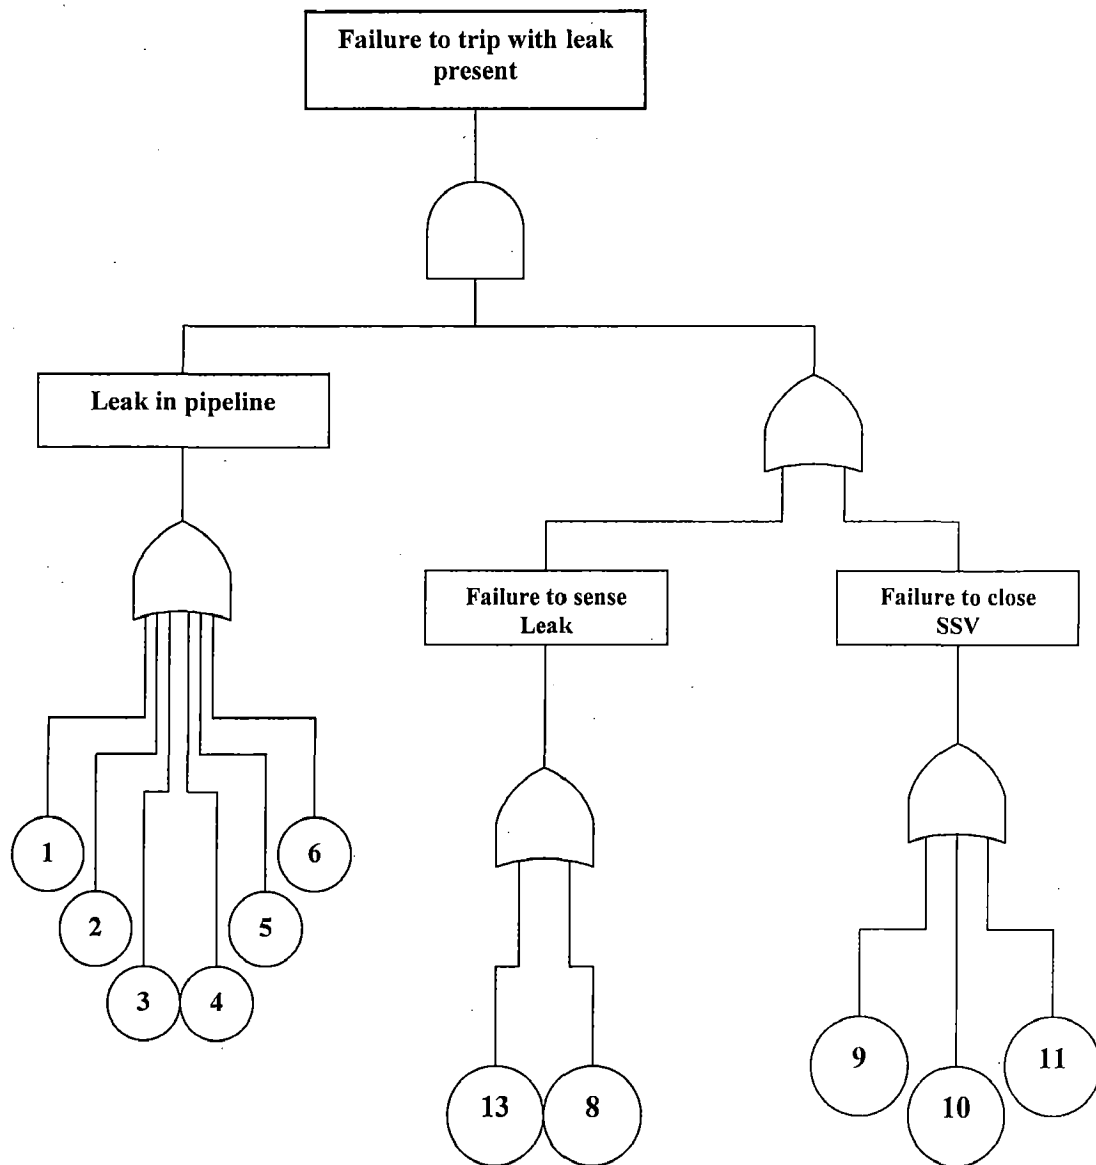 Failure to trip with leak
present
Leak in pipeline
Failure to sense
Leak
Failure to close
SSV
1
6
2
5
3
4
9
11
13
8
10